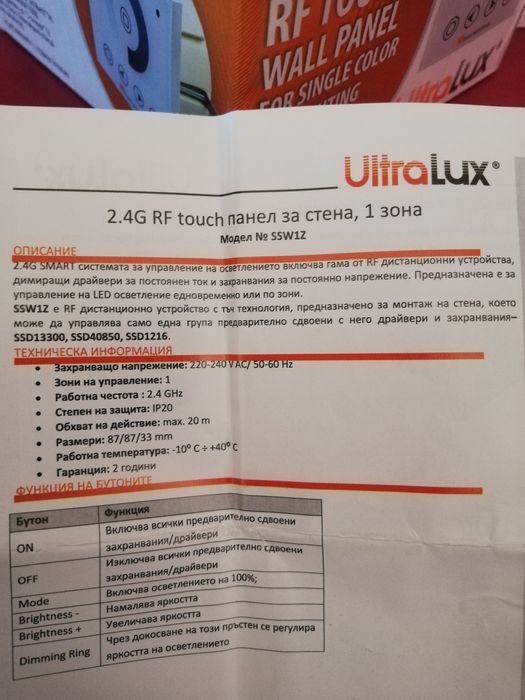 RF TOUCH
WALL PANEL
FOR SINGLE COLOR
UltraLux
UltraLux®
2.4G RF touch панел за стена, 1 зона
Модел № SSW1Z
ОПИСАНИЕ
2.4G SMART системата за управление на осветлението включва гама от RF дистанционни устройства,
димиращи драйвери за постоянен ток и захранвания за постоянно напрежение. Предназначена е за
управление на LED осветление едновременно или по зони.
SSW1Z е RF дистанционно устройство с тъч технология, предназначено за монтаж на стена, което
може да управлява само една група предварително сдвоени с него драйвери и захранвания–
SSD13300, SSD40850, SSD1216.
ТЕХНИЧЕСКА ИНФОРМАЦИЯ
• Захранващо напрежение: 220-240 VAC/ 50-60 Hz
• Зони на управление: 1
• Работна честота : 2.4 GHz
• Степен на защита: IP20
• Обхват на действие: max. 20 m
• Размери: 87/87/33 mm
• Работна температура: -10⁰ C ÷ +40⁰ C
• Гаранция: 2 години
ФУНКЦИЯ НА БУТОНИТЕ
Бутон Функция
ON Включва всички предварително сдвоени
захранвания/драйвери
OFF Изключва всички предварително сдвоени
захранвания/драйвери
Mode Включва осветлението на 100%;
Brightness - Намалява яркостта
Brightness + Увеличава яркостта
Dimming Ring Чрез докосване на този пръстен се регулира
яркостта на осветлението